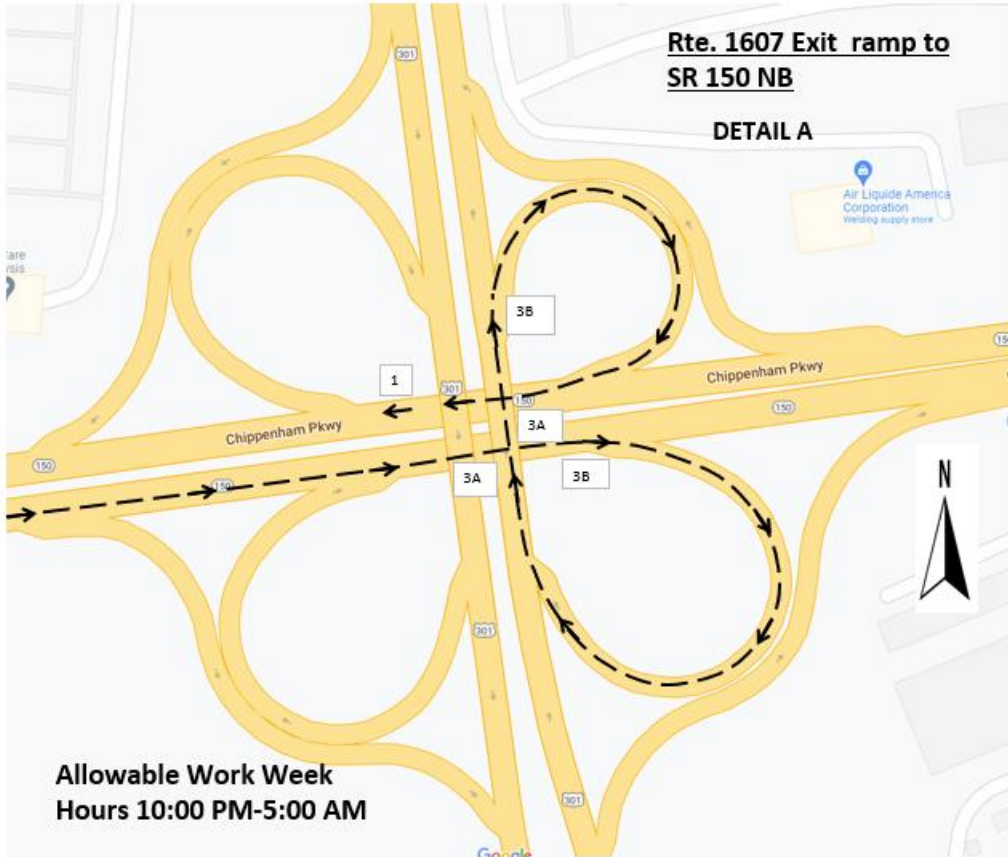 Rte. 1607 Exit ramp to
SR 150 NB
DETAIL A
301
Air Liquide America
Corporation
Welding supply store
3B
1
301
150
Chippenham Pkwy
150
Chippenham Pkwy
3A
150
150
3A
3B
N
301
Allowable Work Week
Hours 10:00 PM-5:00 AM
301
Google